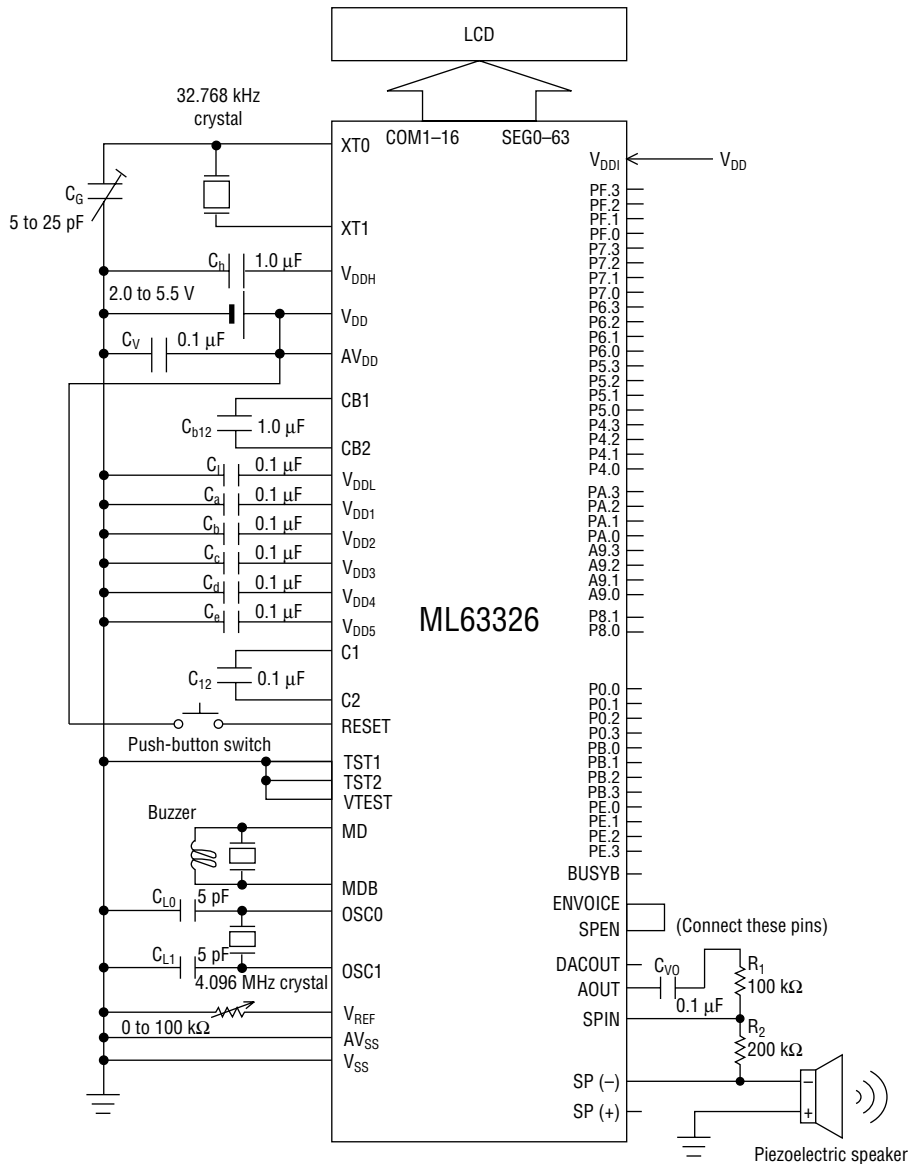 LCD
32.768 kHz
crystal
COM1–16 SEG0–63
XT0
V_DDI V_DD
C_G
5 to 25 pF
XT1
C_h 1.0 μF V_DDH
2.0 to 5.5 V
V_DD
C_V 0.1 μF AV_DD
CB1
C_b12 1.0 μF
CB2
C_l 0.1 μF V_DDL
C_a 0.1 μF V_DD1
C_b 0.1 μF V_DD2
C_c 0.1 μF V_DD3
C_d 0.1 μF V_DD4
C_e 0.1 μF V_DD5
C1
C_12 0.1 μF
C2
RESET
Push-button switch
TST1
TST2
VTEST
Buzzer
MD
MDB
C_L0 5 pF OSC0
C_L1 5 pF OSC1
4.096 MHz crystal
V_REF
0 to 100 kΩ
AV_SS
V_SS
ML63326
PF.3
PF.2
PF.1
PF.0
P7.3
P7.2
P7.1
P7.0
P6.3
P6.2
P6.1
P6.0
P5.3
P5.2
P5.1
P5.0
P4.3
P4.2
P4.1
P4.0
PA.3
PA.2
PA.1
PA.0
A9.3
A9.2
A9.1
A9.0
P8.1
P8.0
P0.0
P0.1
P0.2
P0.3
PB.0
PB.1
PB.2
PB.3
PE.0
PE.1
PE.2
PE.3
BUSYB
ENVOICE
SPEN
(Connect these pins)
DACOUT
AOUT
C_VO
0.1 μF
R_1
100 kΩ
SPIN
R_2
200 kΩ
SP (–)
SP (+)
–
+
Piezoelectric speaker